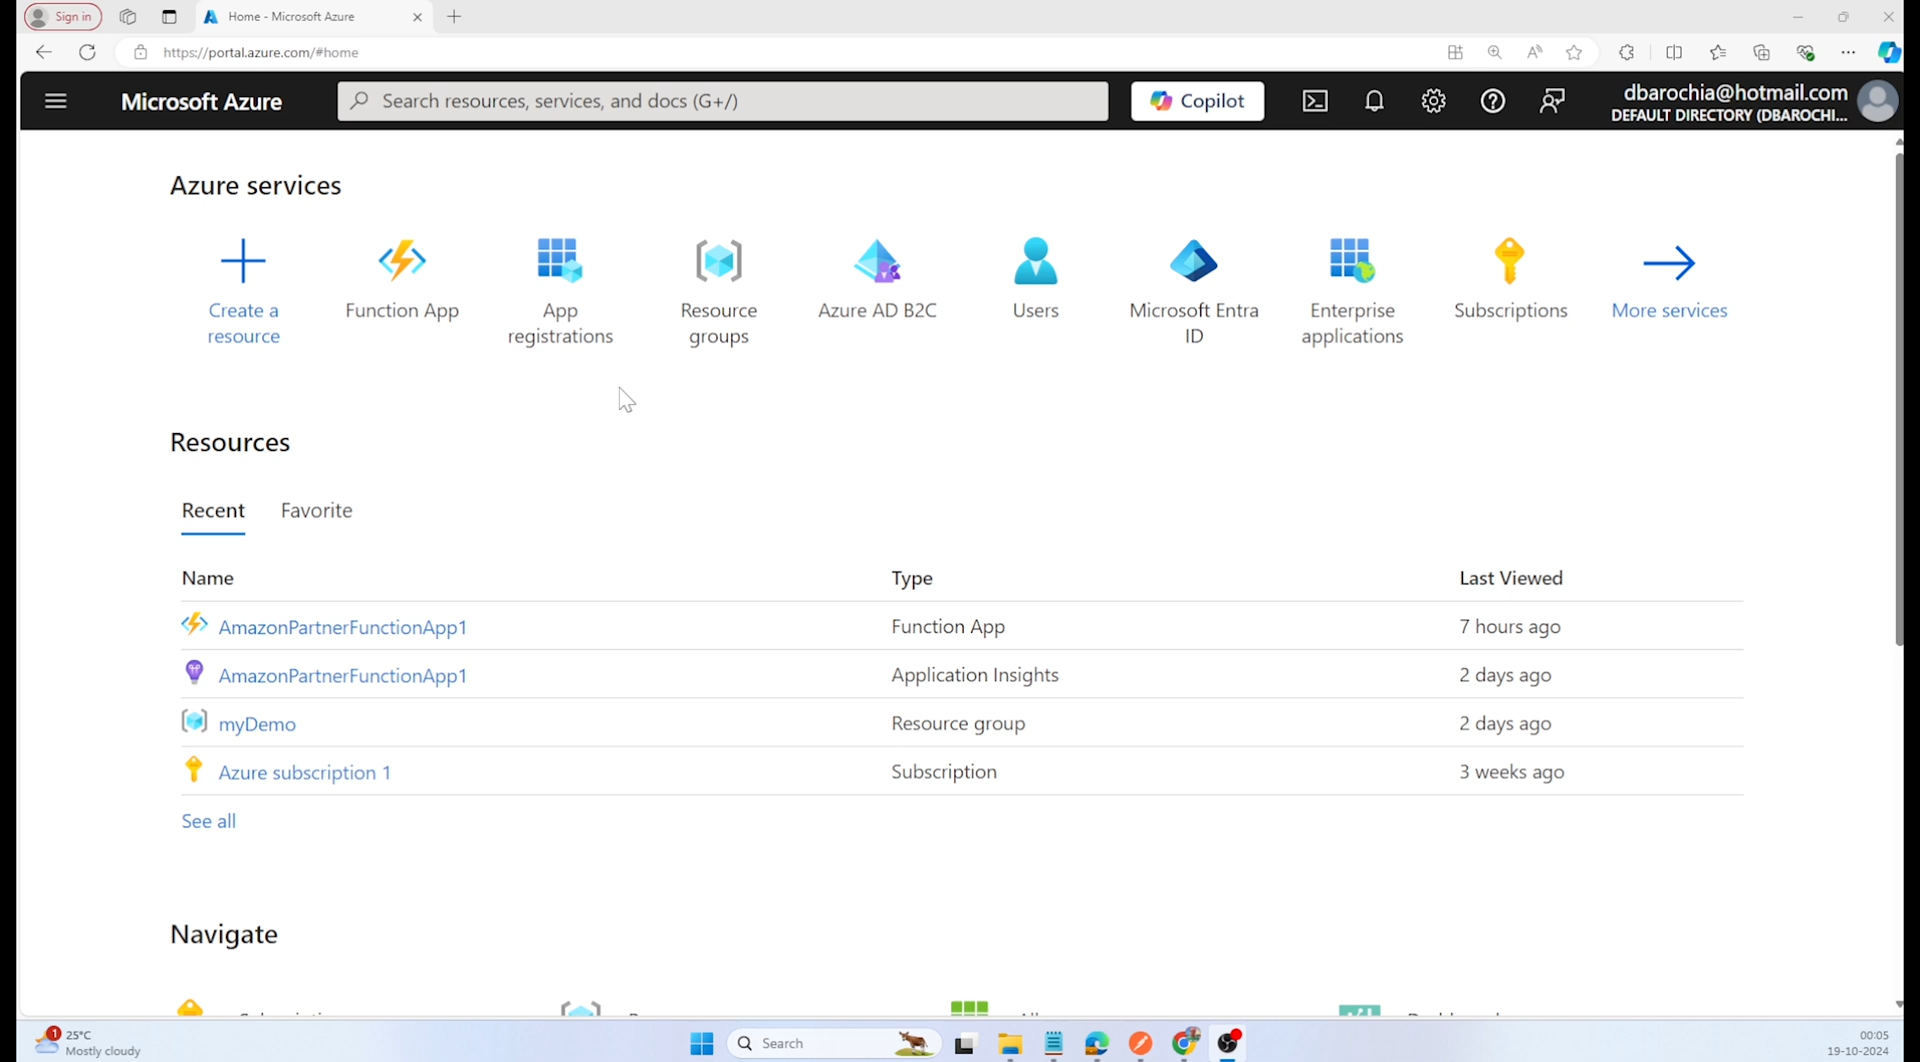 Sign in
Home - Microsoft Azure
https://portal.azure.com/#home
Microsoft Azure
Search resources, services, and docs (G+/)
Copilot
dbarochia@hotmail.com
DEFAULT DIRECTORY (DBAROCHI...
Azure services
Create a
resource
Function App
App
registrations
Resource
groups
Azure AD B2C
Users
Microsoft Entra
ID
Enterprise
applications
Subscriptions
More services
Resources
Recent
Favorite
Name
Type
Last Viewed
AmazonPartnerFunctionApp1
Function App
7 hours ago
AmazonPartnerFunctionApp1
Application Insights
2 days ago
myDemo
Resource group
2 days ago
Azure subscription 1
Subscription
3 weeks ago
See all
Navigate
1
25°C
Mostly cloudy
Search
00:05
19-10-2024